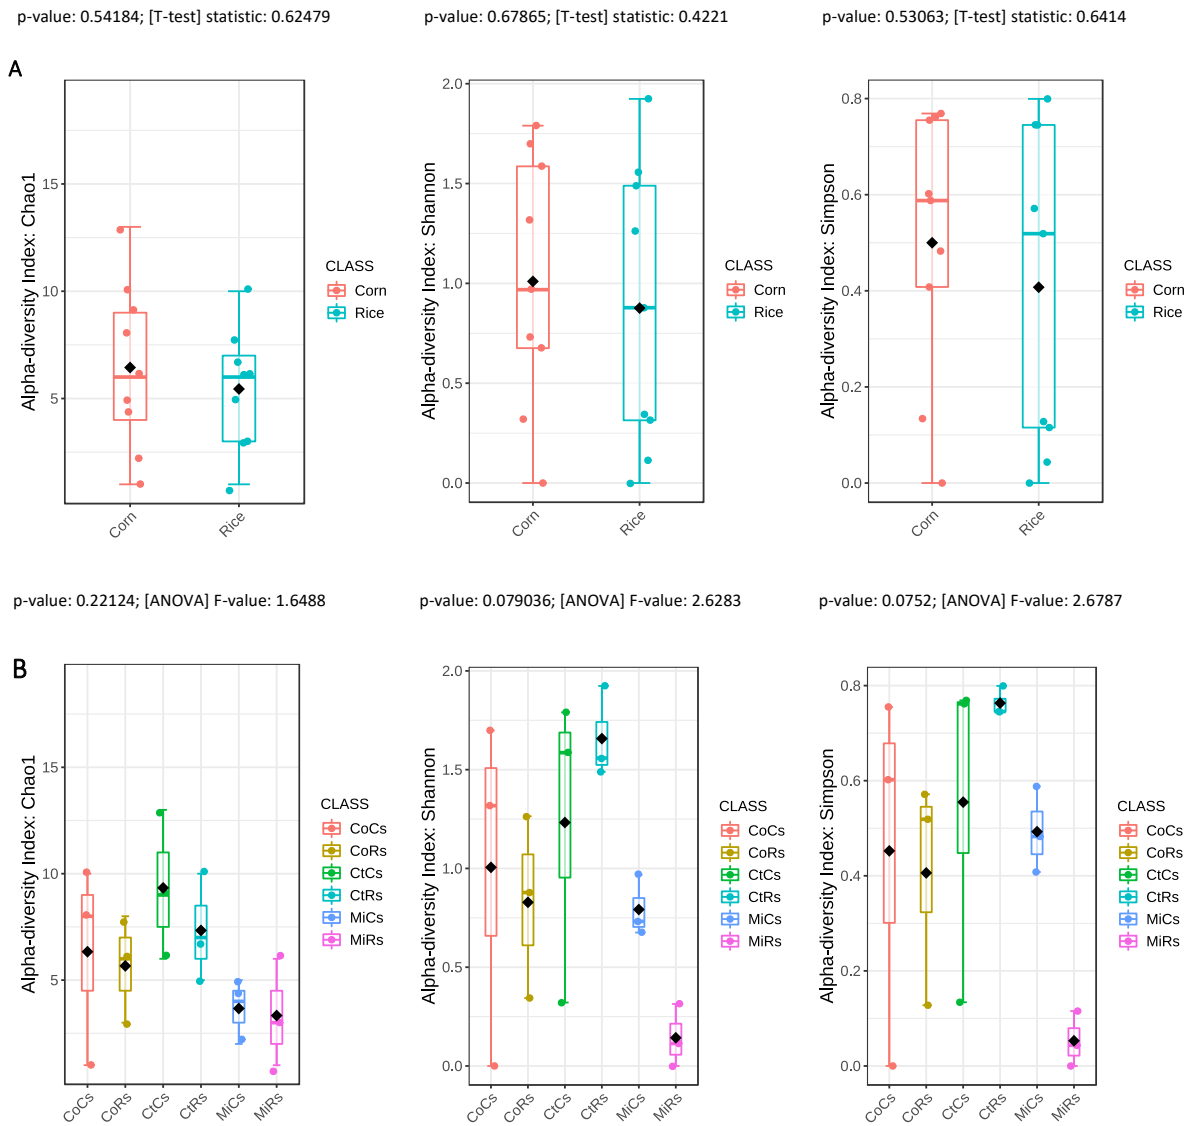 p-value: 0.54184; [T-test] statistic: 0.62479
p-value: 0.67865; [T-test] statistic: 0.4221
p-value: 0.53063; [T-test] statistic: 0.6414
A
Alpha-diversity Index: Chao1
15
10
5
Corn
Rice
CLASS
Corn
Rice
Alpha-diversity Index: Shannon
2.0
1.5
1.0
0.5
0.0
Corn
Rice
CLASS
Corn
Rice
Alpha-diversity Index: Simpson
0.8
0.6
0.4
0.2
0.0
Corn
Rice
CLASS
Corn
Rice
p-value: 0.22124; [ANOVA] F-value: 1.6488
p-value: 0.079036; [ANOVA] F-value: 2.6283
p-value: 0.0752; [ANOVA] F-value: 2.6787
B
Alpha-diversity Index: Chao1
15
10
5
CoCs
CoRs
CtCs
CtRs
MiCs
MiRs
CLASS
CoCs
CoRs
CtCs
CtRs
MiCs
MiRs
Alpha-diversity Index: Shannon
2.0
1.5
1.0
0.5
0.0
CoCs
CoRs
CtCs
CtRs
MiCs
MiRs
CLASS
CoCs
CoRs
CtCs
CtRs
MiCs
MiRs
Alpha-diversity Index: Simpson
0.8
0.6
0.4
0.2
0.0
CoCs
CoRs
CtCs
CtRs
MiCs
MiRs
CLASS
CoCs
CoRs
CtCs
CtRs
MiCs
MiRs